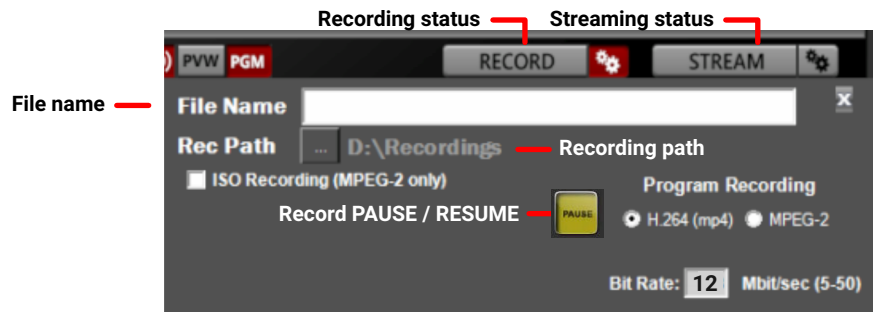 Recording status Streaming status
) PVW PGM RECORD STREAM
File name File Name x
Rec Path ... D:\Recordings Recording path
ISO Recording (MPEG-2 only) Program Recording
Record PAUSE / RESUME PAUSE H.264 (mp4) MPEG-2
Bit Rate: 12 Mbit/sec (5-50)